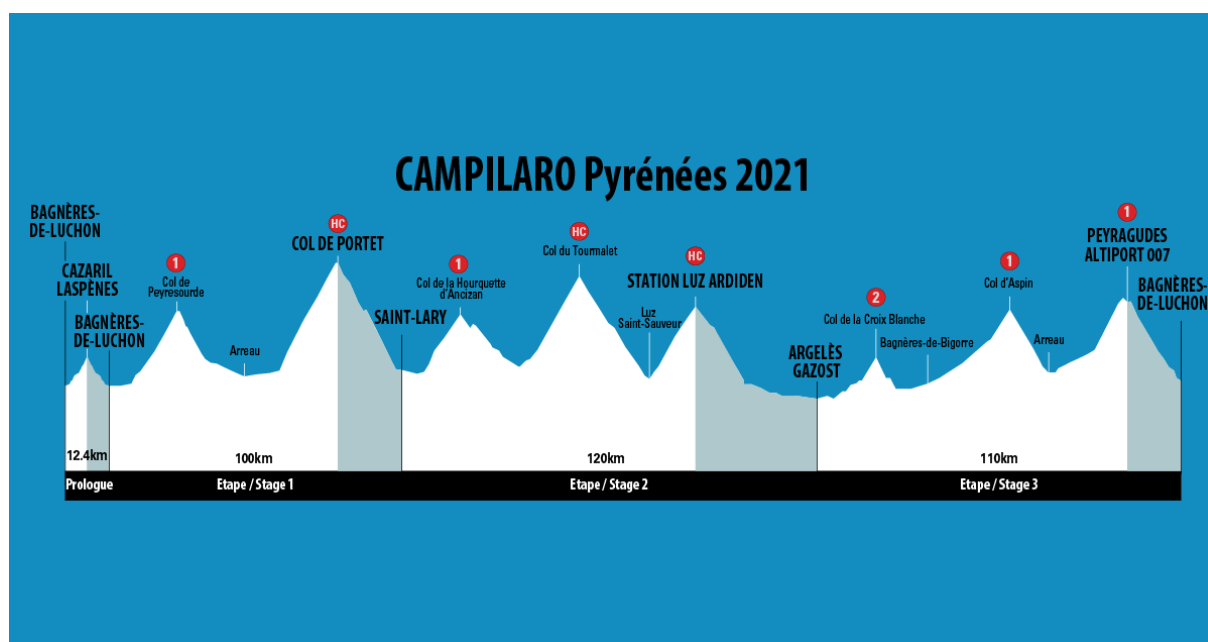 CAMPILARO Pyrénées 2021
BAGNÈRES-
DE-LUCHON
CAZARIL
LASPÈNES
BAGNÈRES-
DE-LUCHON
1
Col de
Peyresourde
Arreau
HC
COL DE PORTET
SAINT-LARY
1
Col de la Hourquette
d'Ancizan
HC
Col du Tourmalet
Luz
Saint-Sauveur
HC
STATION LUZ ARDIDEN
ARGELÈS
GAZOST
2
Col de la Croix Blanche
Bagnères-de-Bigorre
1
Col d'Aspin
Arreau
1
PEYRAGUDES
ALTIPORT 007
BAGNÈRES-
DE-LUCHON
12.4km
100km
120km
110km
Prologue
Etape / Stage 1
Etape / Stage 2
Etape / Stage 3